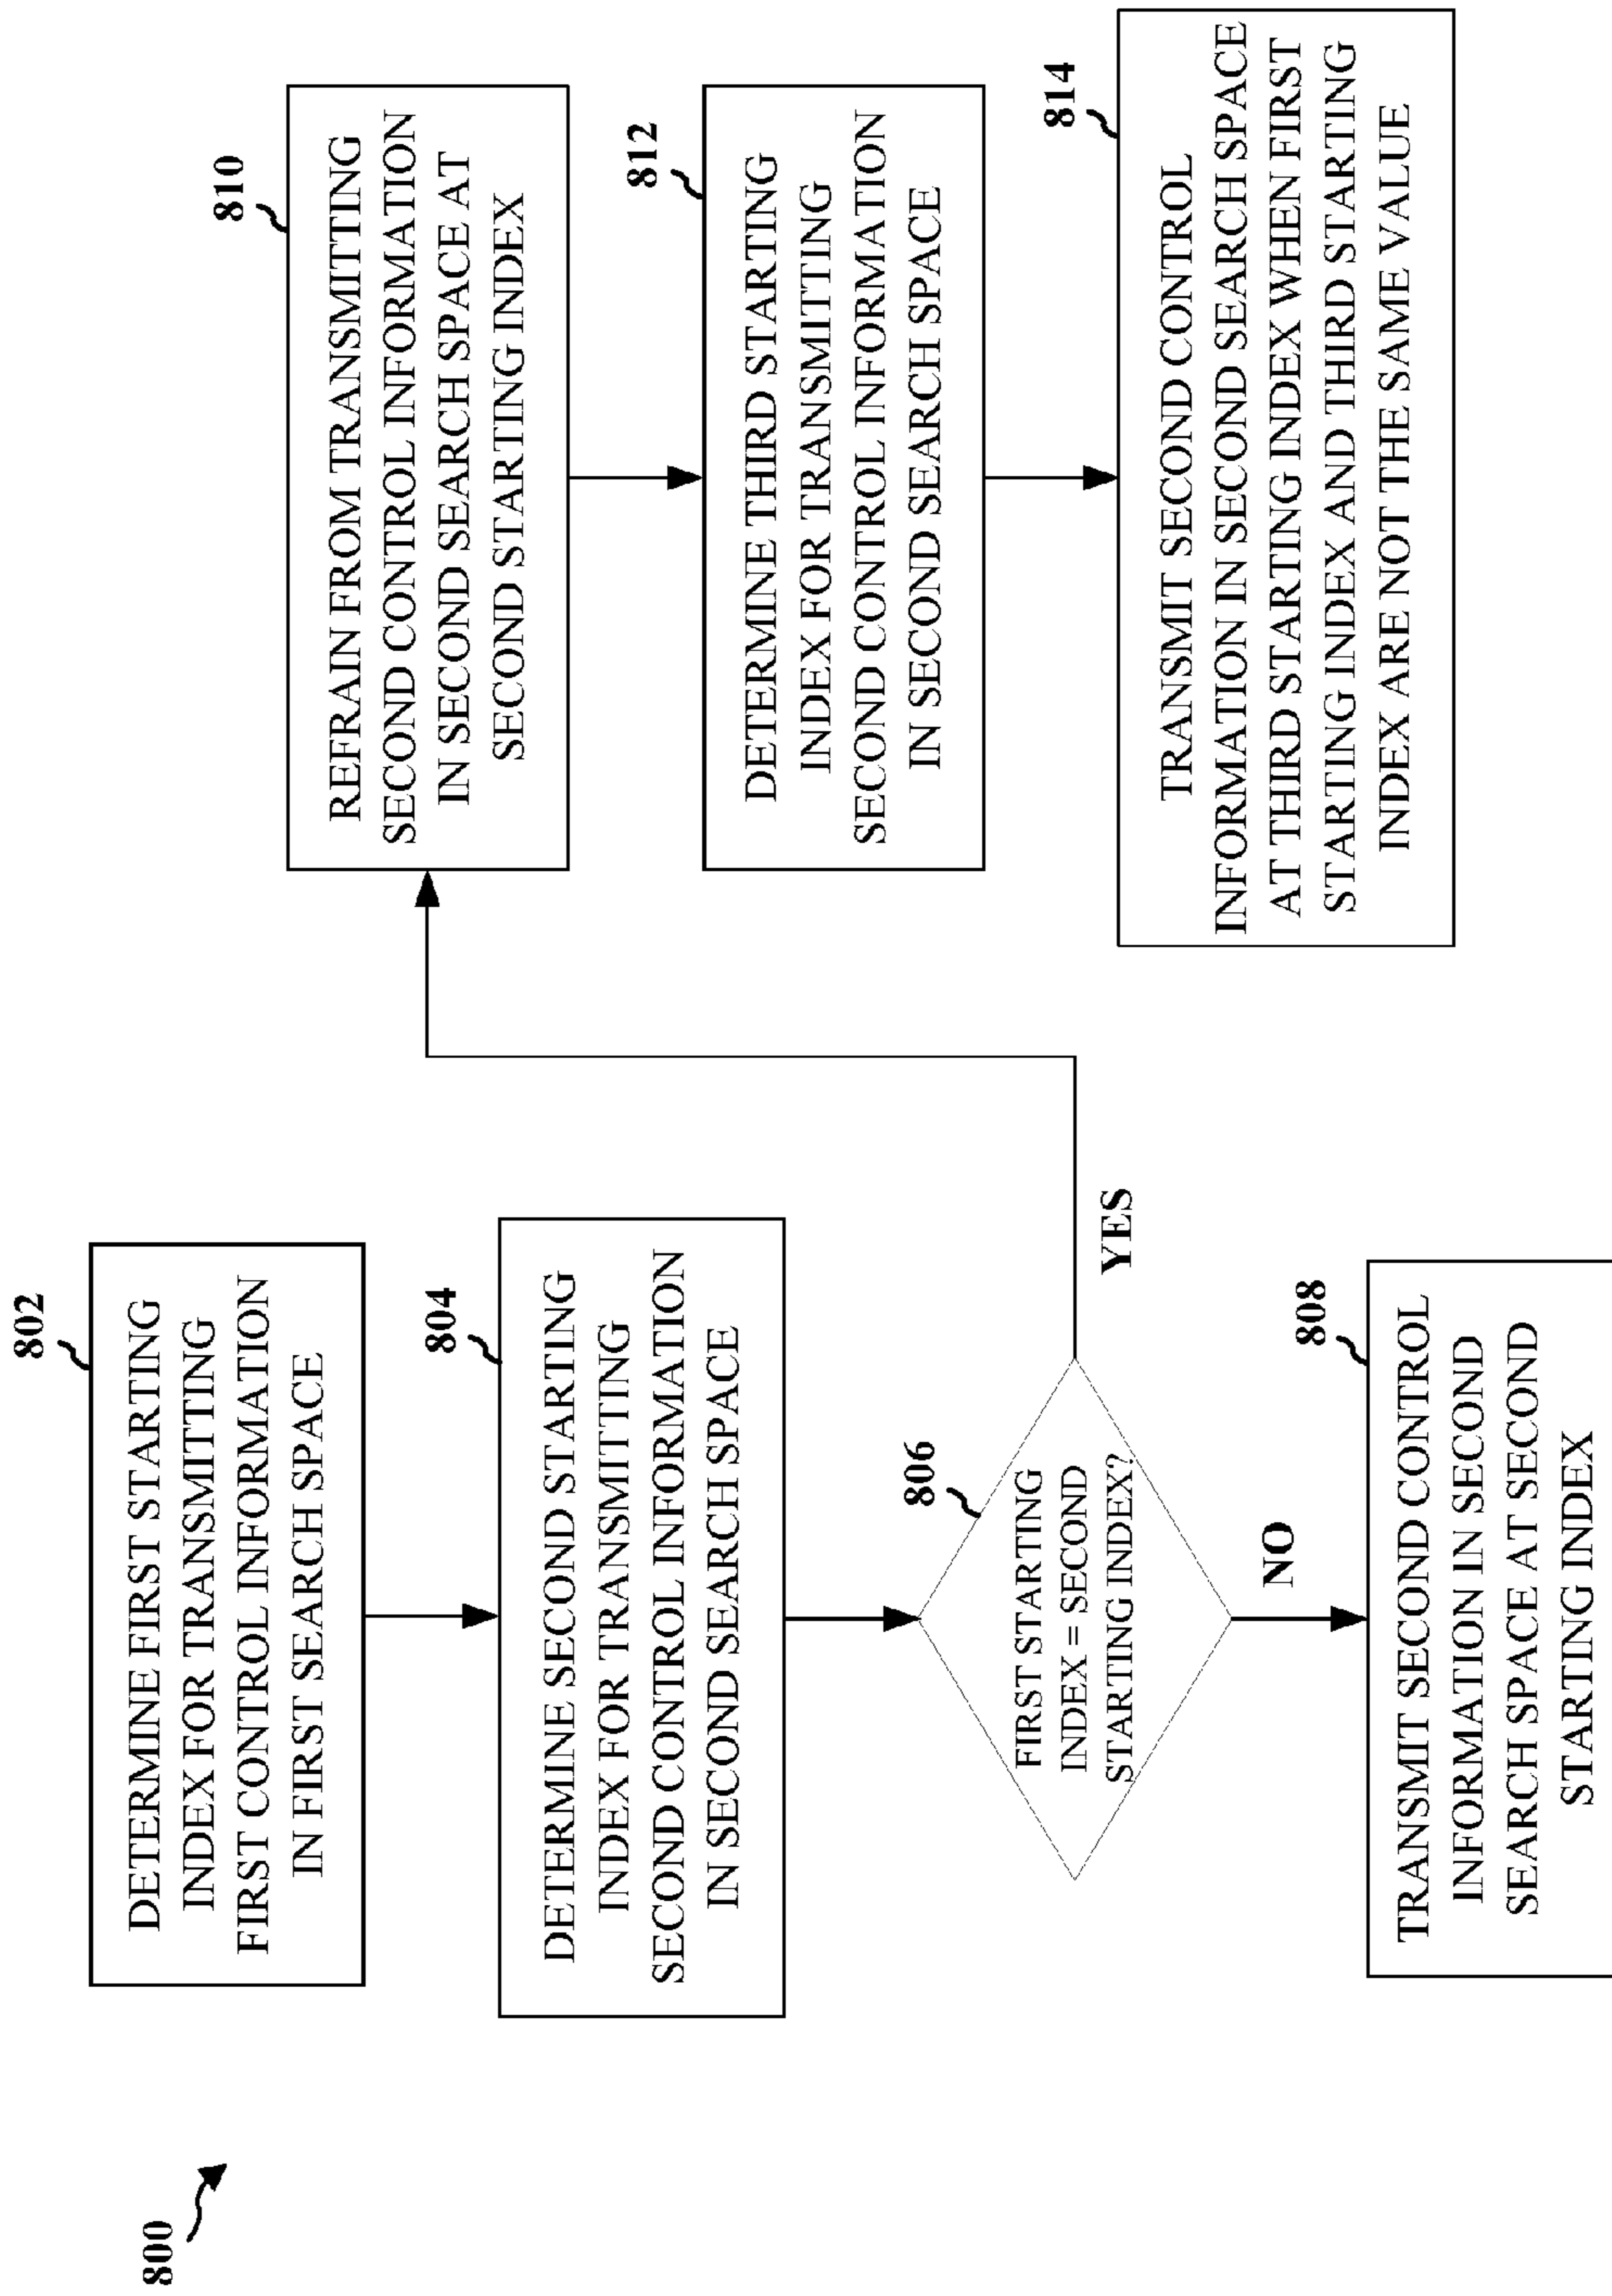 800
802
DETERMINE FIRST STARTING
INDEX FOR TRANSMITTING
FIRST CONTROL INFORMATION
IN FIRST SEARCH SPACE
804
DETERMINE SECOND STARTING
INDEX FOR TRANSMITTING
SECOND CONTROL INFORMATION
IN SECOND SEARCH SPACE
806
FIRST STARTING
INDEX = SECOND
STARTING INDEX?
YES
NO
808
TRANSMIT SECOND CONTROL
INFORMATION IN SECOND
SEARCH SPACE AT SECOND
STARTING INDEX
810
REFRAIN FROM TRANSMITTING
SECOND CONTROL INFORMATION
IN SECOND SEARCH SPACE AT
SECOND STARTING INDEX
812
DETERMINE THIRD STARTING
INDEX FOR TRANSMITTING
SECOND CONTROL INFORMATION
IN SECOND SEARCH SPACE
814
TRANSMIT SECOND CONTROL
INFORMATION IN SECOND SEARCH SPACE
AT THIRD STARTING INDEX WHEN FIRST
STARTING INDEX AND THIRD STARTING
INDEX ARE NOT THE SAME VALUE